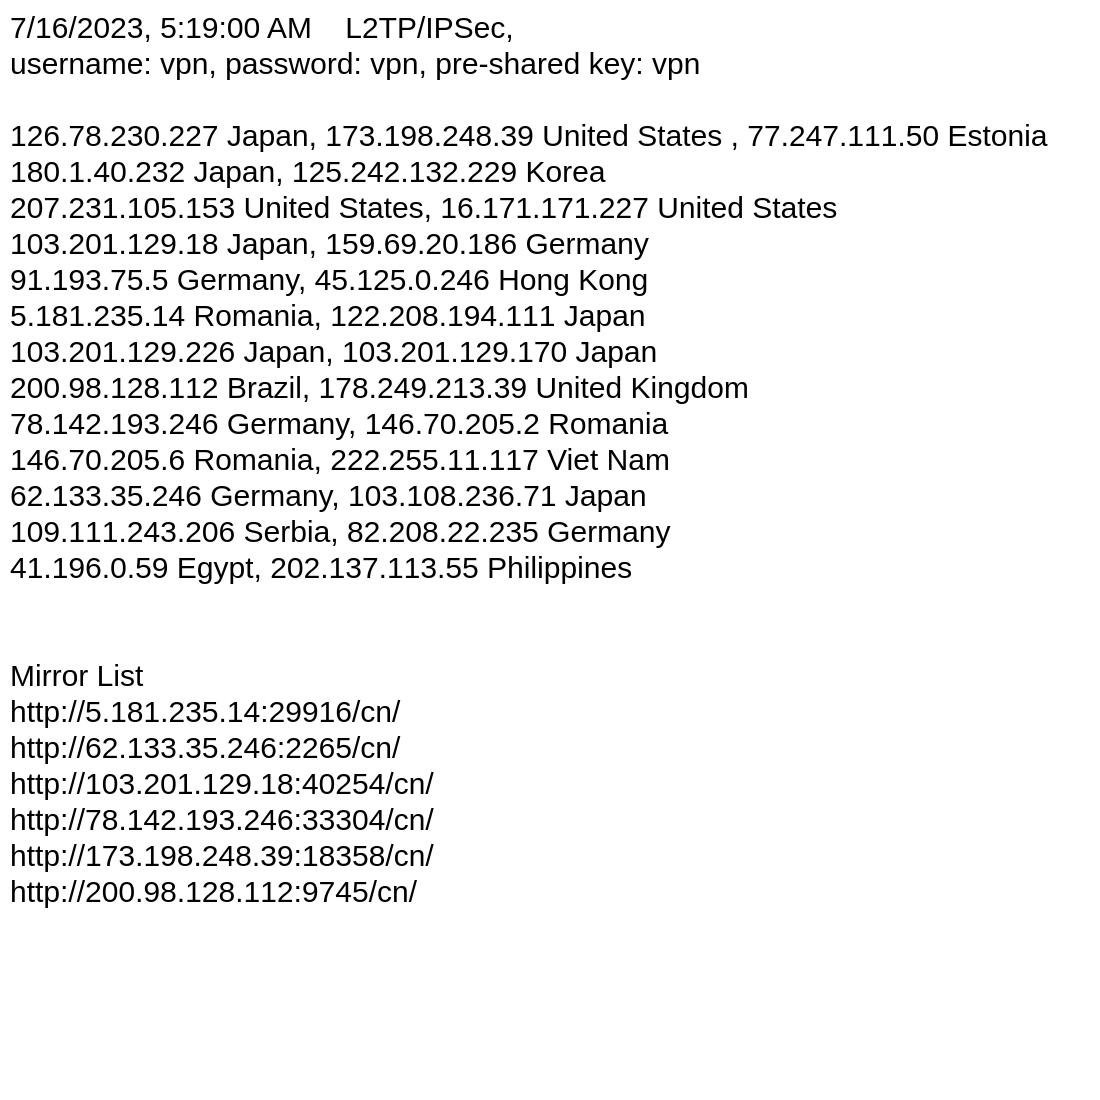 7/16/2023, 5:19:00 AM    L2TP/IPSec,
username: vpn, password: vpn, pre-shared key: vpn
126.78.230.227 Japan, 173.198.248.39 United States , 77.247.111.50 Estonia
180.1.40.232 Japan, 125.242.132.229 Korea
207.231.105.153 United States, 16.171.171.227 United States
103.201.129.18 Japan, 159.69.20.186 Germany
91.193.75.5 Germany, 45.125.0.246 Hong Kong
5.181.235.14 Romania, 122.208.194.111 Japan
103.201.129.226 Japan, 103.201.129.170 Japan
200.98.128.112 Brazil, 178.249.213.39 United Kingdom
78.142.193.246 Germany, 146.70.205.2 Romania
146.70.205.6 Romania, 222.255.11.117 Viet Nam
62.133.35.246 Germany, 103.108.236.71 Japan
109.111.243.206 Serbia, 82.208.22.235 Germany
41.196.0.59 Egypt, 202.137.113.55 Philippines
Mirror List
http://5.181.235.14:29916/cn/
http://62.133.35.246:2265/cn/
http://103.201.129.18:40254/cn/
http://78.142.193.246:33304/cn/
http://173.198.248.39:18358/cn/
http://200.98.128.112:9745/cn/